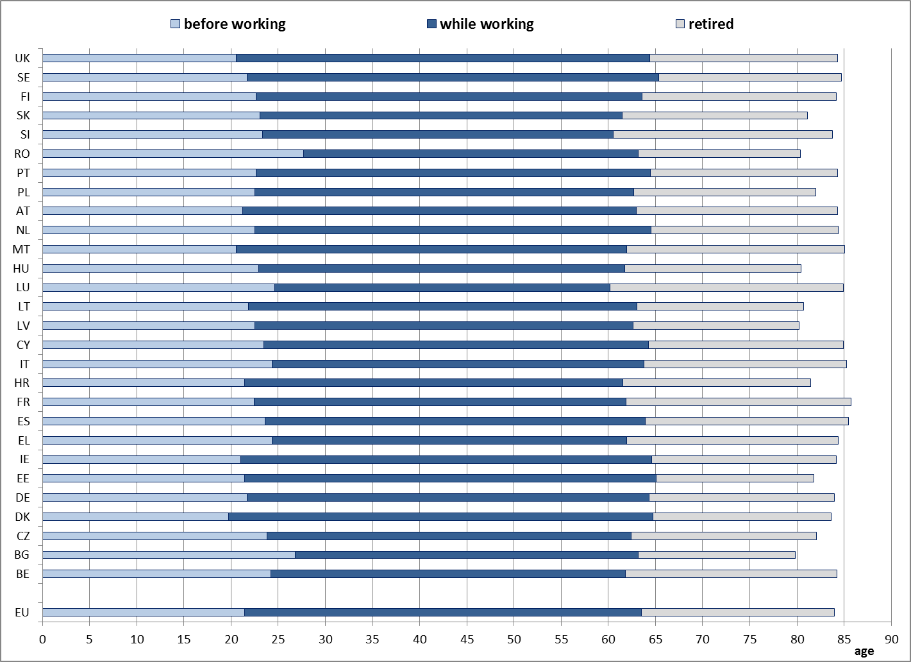 before working while working retired
UK
SE
FI
SK
SI
RO
PT
PL
AT
NL
MT
HU
LU
LT
LV
CY
IT
HR
FR
ES
EL
IE
EE
DE
DK
CZ
BG
BE
EU
0 5 10 15 20 25 30 35 40 45 50 55 60 65 70 75 80 85 90
age